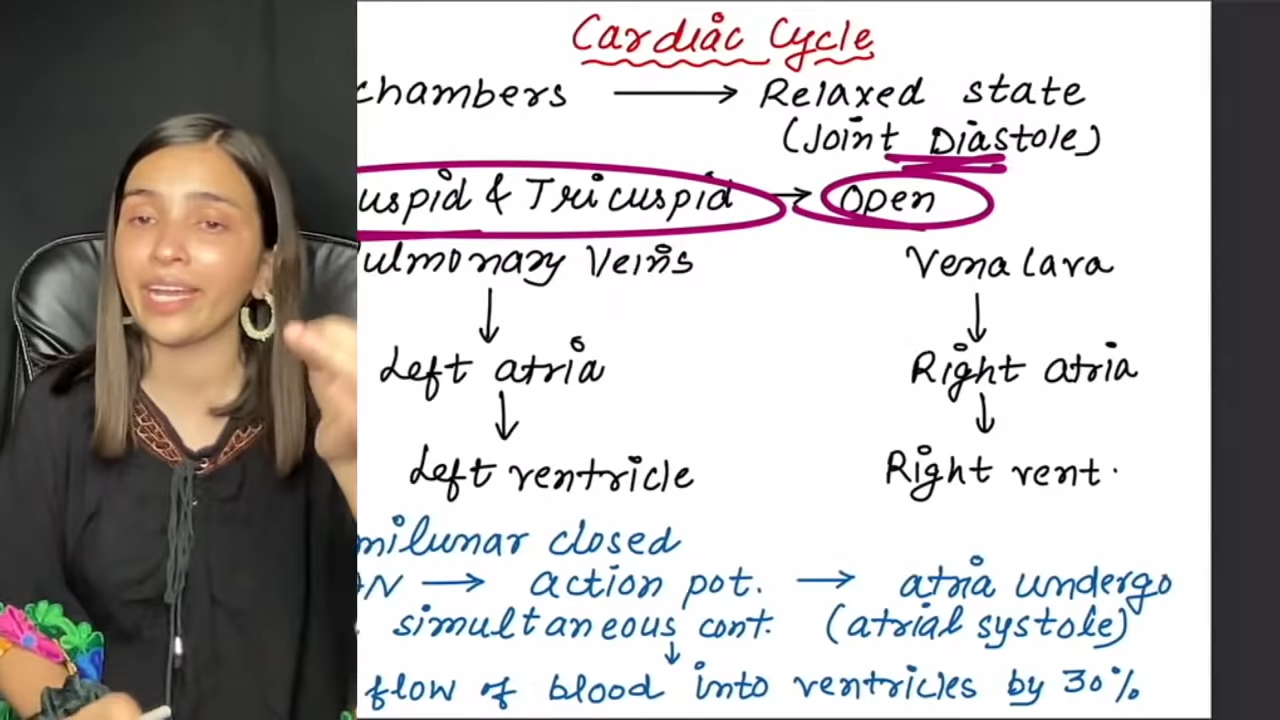 Cardiac Cycle
chambers → Relaxed state
(Joint Diastole)
uspid & Tricuspid → Open
ulmonary Veins Vena Cava
↓ ↓
Left atria Right atria
↓ ↓
Left ventricle Right vent.
milunar closed
AN → action pot. → atria undergo
simultaneous cont. (atrial systole)
↓
flow of blood into ventricles by 30%